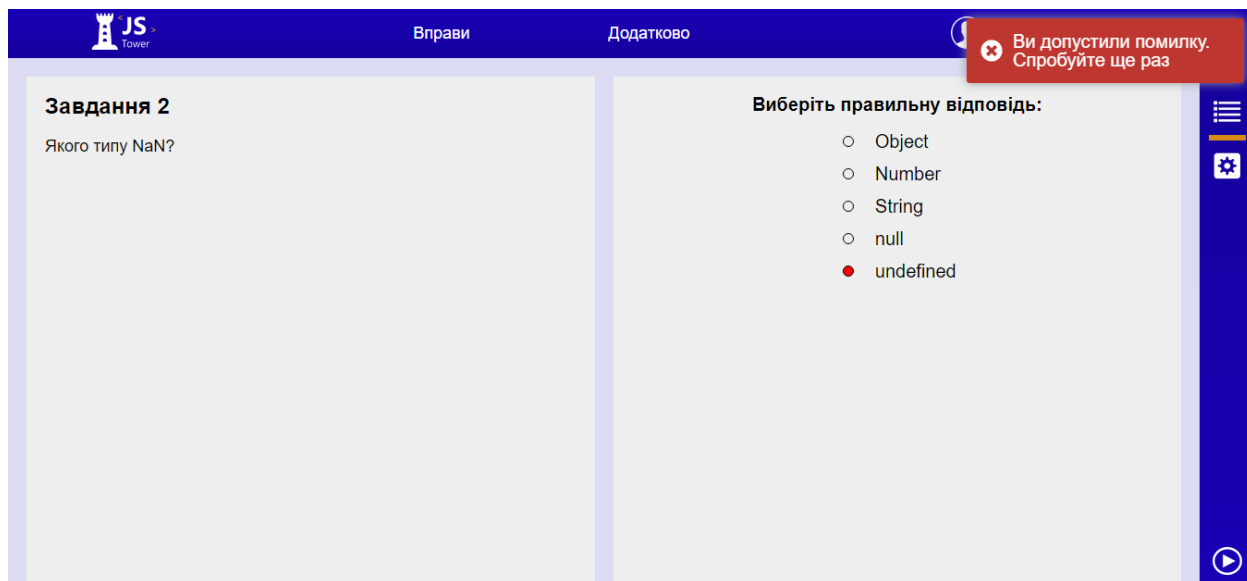 < JS >
Tower
Вправи
Додатково
Ви допустили помилку.
Спробуйте ще раз
Завдання 2
Якого типу NaN?
Виберіть правильну відповідь:
Object
Number
String
null
undefined